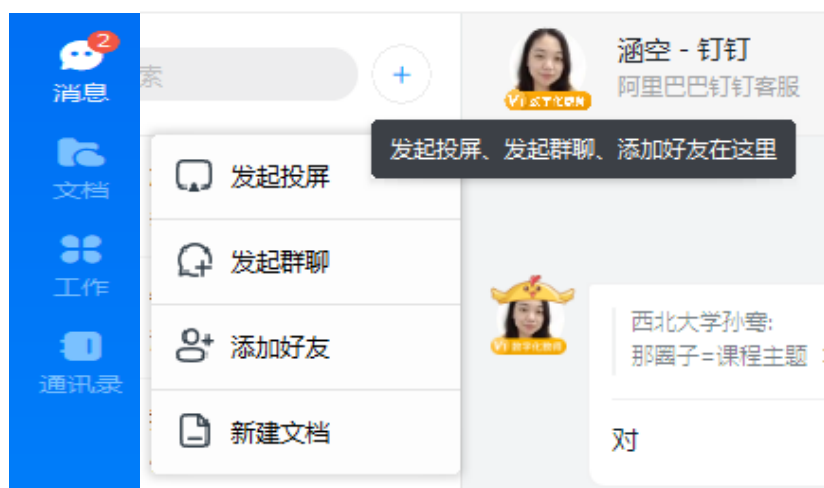 2
消息
文档
工作
通讯录
索
+
发起投屏
发起群聊
添加好友
新建文档
涵空 - 钉钉
阿里巴巴钉钉客服
发起投屏、发起群聊、添加好友在这里
西北大学孙骞:
那圈子=课程主题
对